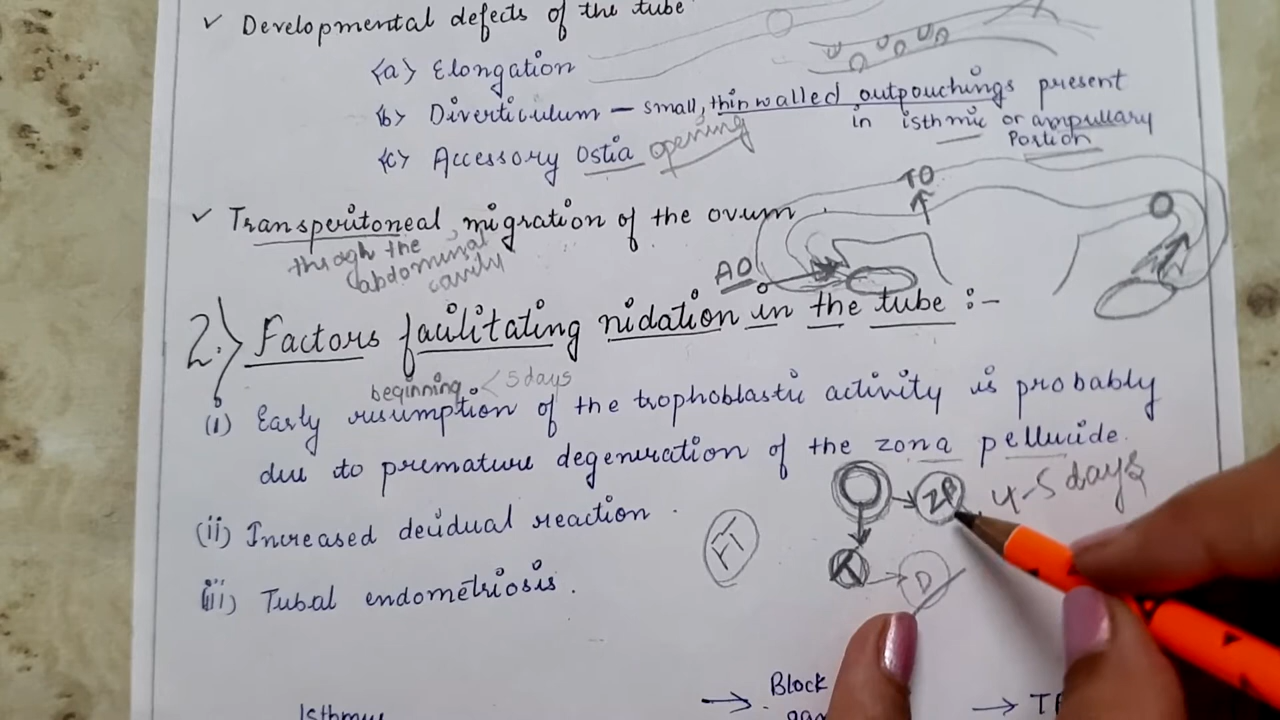 ✓ Developmental defects of the tube
<a> Elongation
<b> Diverticulum – small, thin walled outpouchings present
in isthmic or ampullary
Portion
<c> Accessory Ostia opening
TO
✓ Transperitoneal migration of the ovum
through the
abdominal
cavity
AO
2.) Factors facilitating nidation in the tube :-
beginning < 5 days
(i) Early resumption of the trophoblastic activity is probably
due to premature degeneration of the zona pellucide.
ZP 4-5 days
(ii) Increased decidual reaction
FT
D
(iii) Tubal endometriosis.
Block
Isthmus